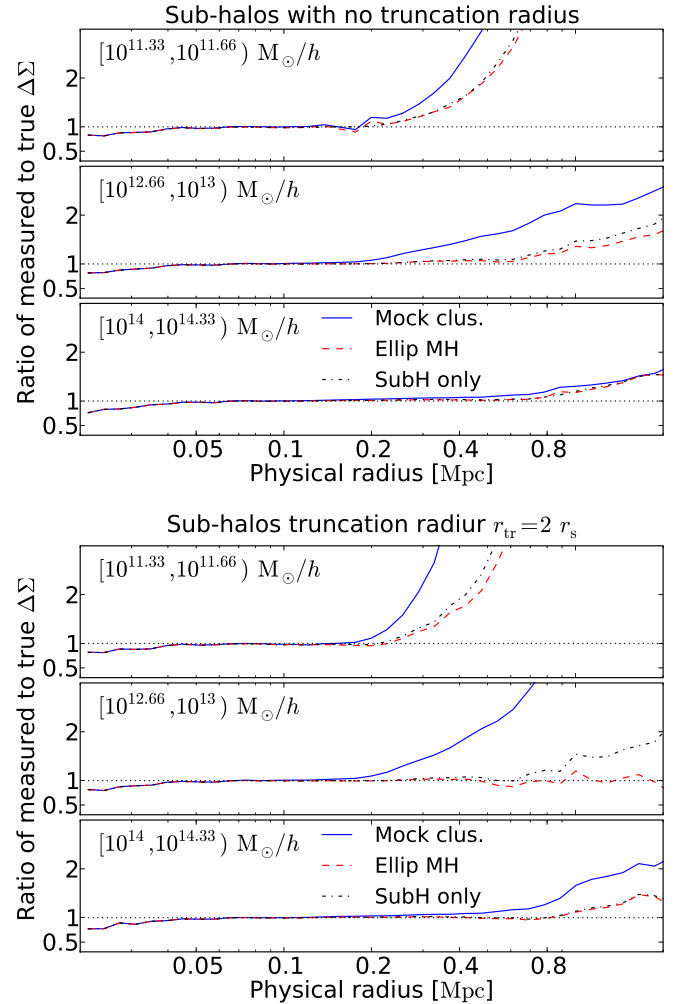 Sub-halos with no truncation radius
[10^11.33, 10^11.66) M⊙/h
2
1
0.5
[10^12.66, 10^13) M⊙/h
2
1
0.5
Ratio of measured to true ΔΣ
[10^14, 10^14.33) M⊙/h
Mock clus.
Ellip MH
SubH only
2
1
0.5
0.05 0.1 0.2 0.4 0.8
Physical radius [Mpc]
Sub-halos truncation radiur r_tr=2 r_s
[10^11.33, 10^11.66) M⊙/h
2
1
0.5
[10^12.66, 10^13) M⊙/h
2
1
0.5
Ratio of measured to true ΔΣ
[10^14, 10^14.33) M⊙/h
Mock clus.
Ellip MH
SubH only
2
1
0.5
0.05 0.1 0.2 0.4 0.8
Physical radius [Mpc]